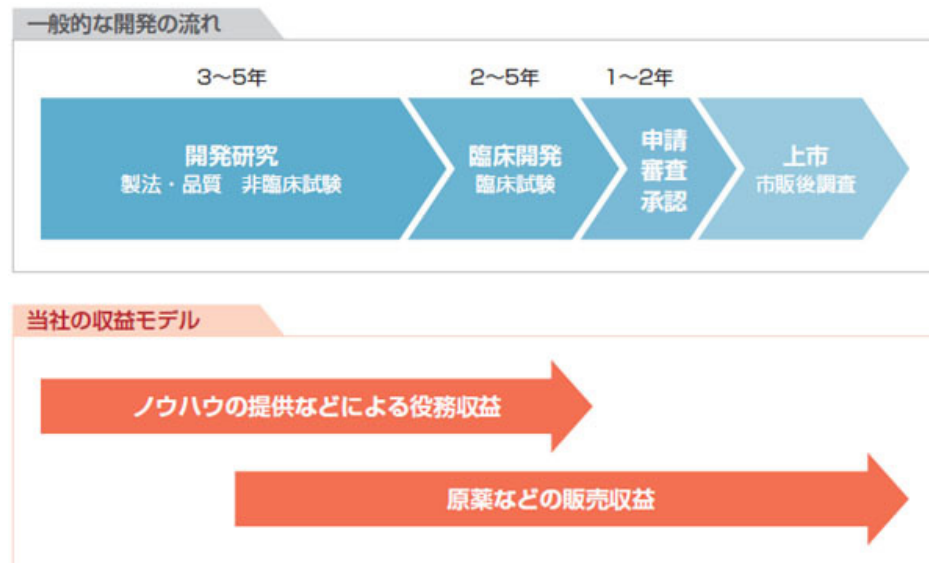 一般的な開発の流れ
3〜5年
2〜5年
1〜2年
開発研究
製法・品質 非臨床試験
臨床開発
臨床試験
申請
審査
承認
上市
市販後調査
当社の収益モデル
ノウハウの提供などによる役務収益
原薬などの販売収益